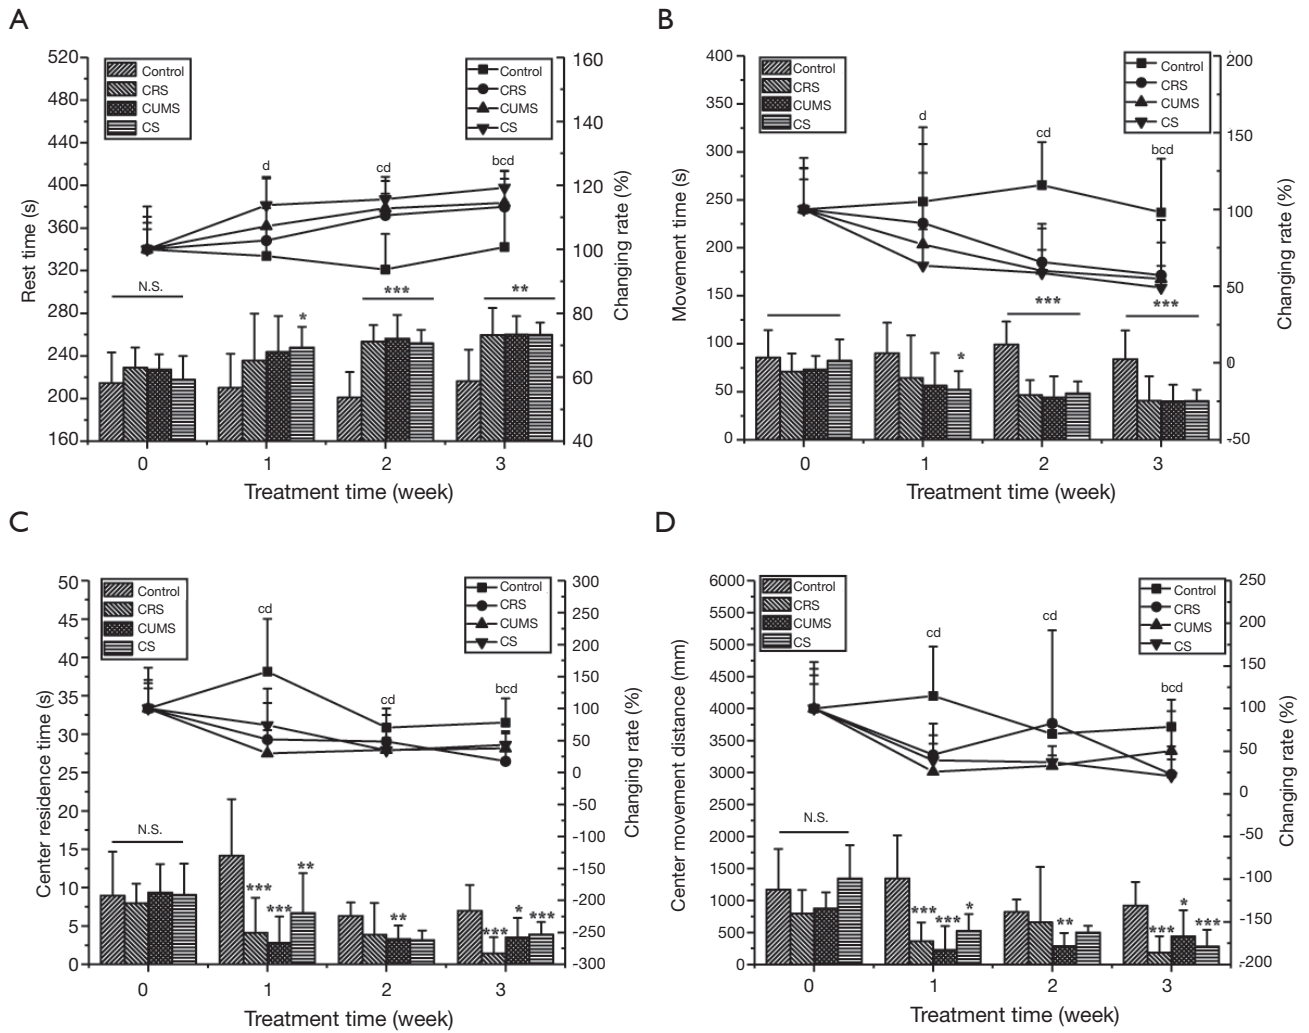 A
520
480
440
400
360
320
280
240
200
160
Rest time (s)
Control
CRS
CUMS
CS
Control
CRS
CUMS
CS
160
140
120
100
80
60
40
Changing rate (%)
d
cd
bcd
N.S.
*
***
**
0
1
2
3
Treatment time (week)
B
400
350
300
250
200
150
100
50
0
Movement time (s)
Control
CRS
CUMS
CS
Control
CRS
CUMS
CS
200
150
100
50
0
-50
Changing rate (%)
d
cd
bcd
*
***
***
0
1
2
3
Treatment time (week)
C
50
45
40
35
30
25
20
15
10
5
0
Center residence time (s)
Control
CRS
CUMS
CS
Control
CRS
CUMS
CS
300
250
200
150
100
50
0
-50
-100
-150
-200
-250
-300
Changing rate (%)
cd
cd
bcd
N.S.
***
***
**
**
***
*
***
0
1
2
3
Treatment time (week)
D
6000
5500
5000
4500
4000
3500
3000
2500
2000
1500
1000
500
0
Center movement distance (mm)
Control
CRS
CUMS
CS
Control
CRS
CUMS
CS
250
200
150
100
50
0
-50
-100
-150
-200
Changing rate (%)
cd
cd
bcd
N.S.
***
***
*
**
***
*
***
0
1
2
3
Treatment time (week)